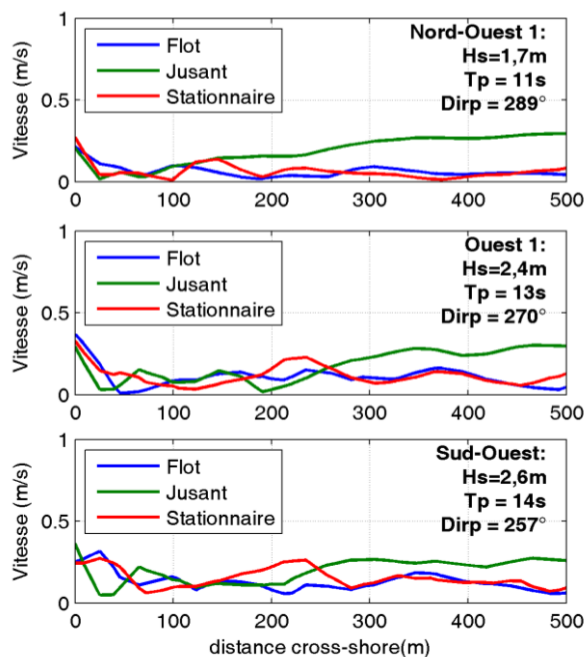 1
Nord-Ouest 1:
Flot
Hs=1,7m
Jusant
Tp = 11s
Stationnaire
Dirp = 289°
0.5
Vitesse (m/s)
0
0 100 200 300 400 500
1
Ouest 1:
Flot
Hs=2,4m
Jusant
Tp = 13s
Stationnaire
Dirp = 270°
0.5
Vitesse (m/s)
0
0 100 200 300 400 500
1
Sud-Ouest:
Flot
Hs=2,6m
Jusant
Tp = 14s
Stationnaire
Dirp = 257°
0.5
Vitesse (m/s)
0
0 100 200 300 400 500
distance cross-shore(m)